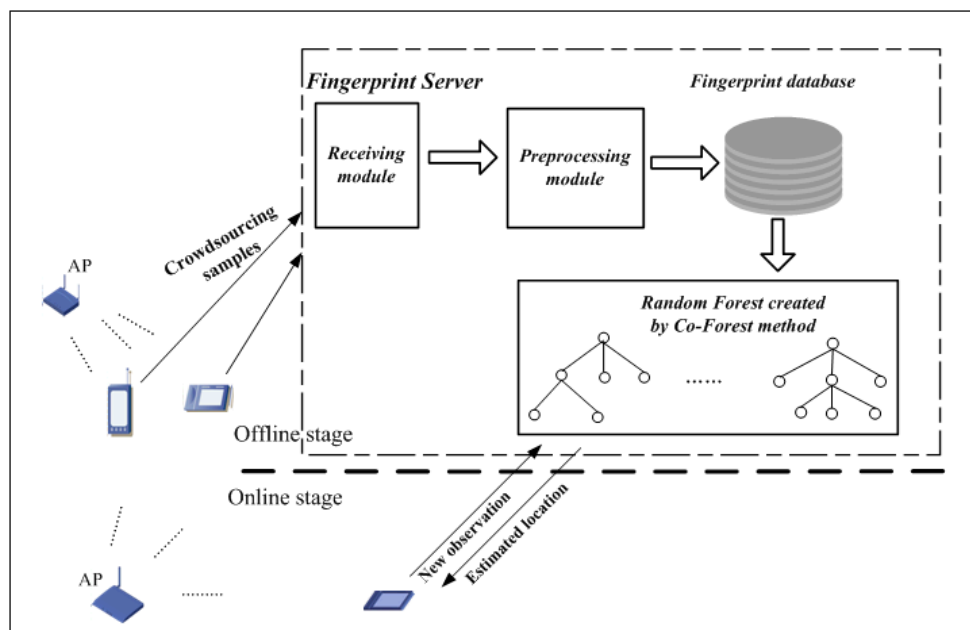 Fingerprint Server
Fingerprint database
Receiving
module
Preprocessing
module
Crowdsourcing
samples
AP
Random Forest created
by Co-Forest method
......
Offline stage
Online stage
New observation
Estimated location
AP